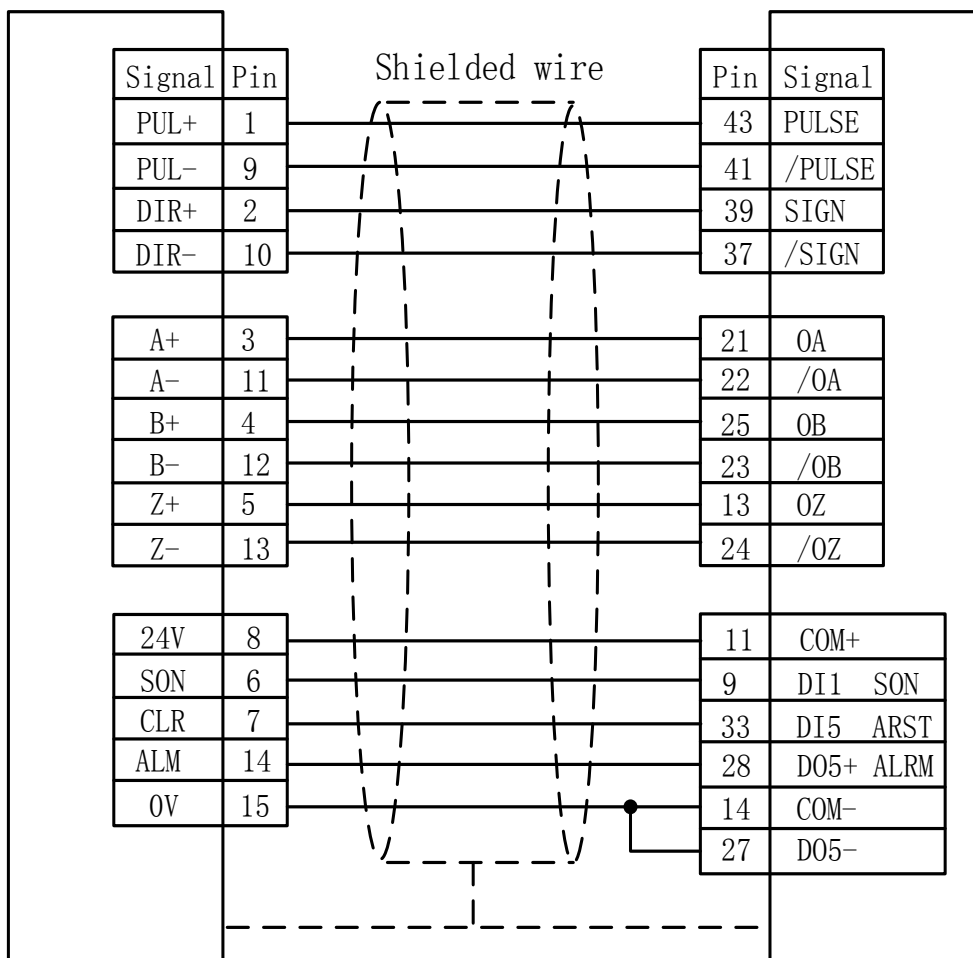 Shielded wire
Signal Pin Pin Signal
PUL+ 1 43 PULSE
PUL- 9 41 /PULSE
DIR+ 2 39 SIGN
DIR- 10 37 /SIGN
A+ 3 21 OA
A- 11 22 /OA
B+ 4 25 OB
B- 12 23 /OB
Z+ 5 13 OZ
Z- 13 24 /OZ
24V 8 11 COM+
SON 6 9 DI1 SON
CLR 7 33 DI5 ARST
ALM 14 28 DO5+ ALRM
0V 15 14 COM-
27 DO5-